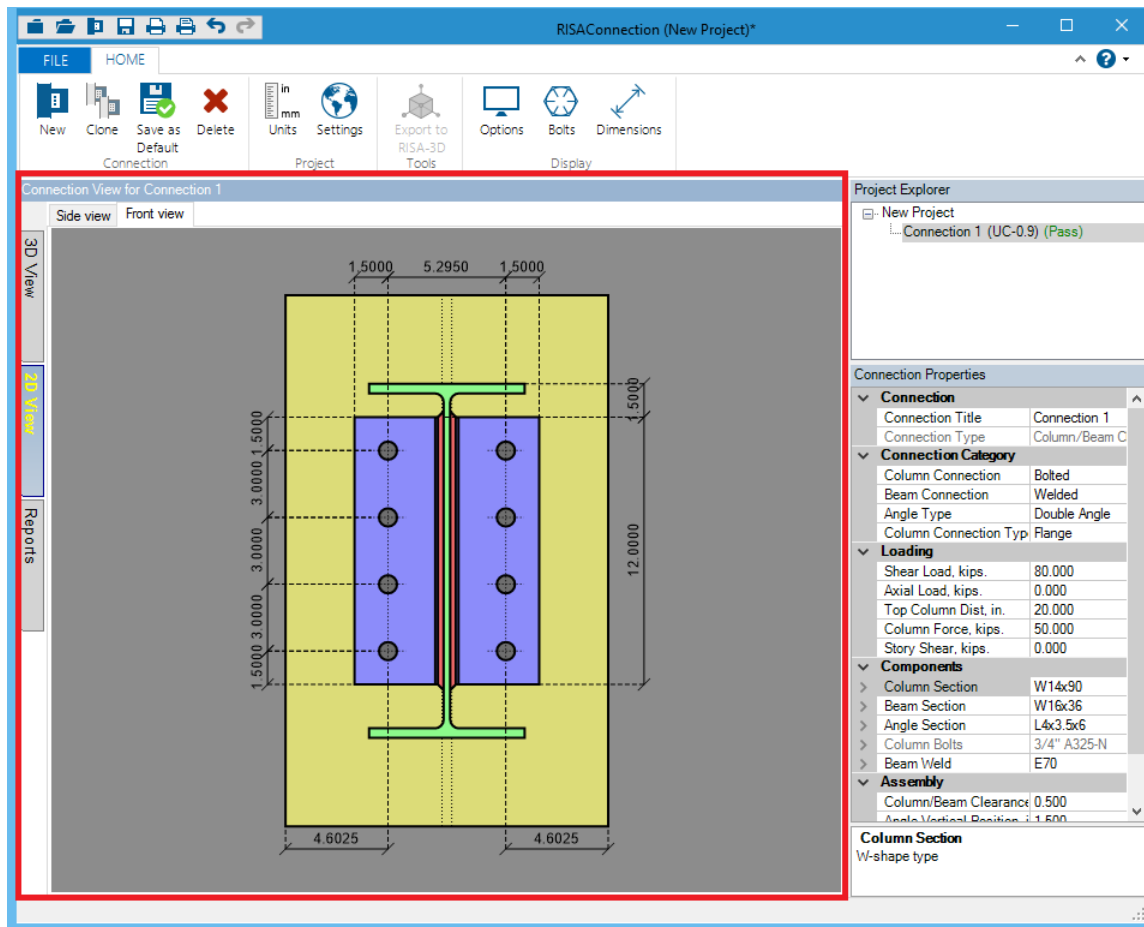 RISAConnection (New Project)*
FILE HOME
New Clone Save as Default Delete
Connection
in mm
Units Settings
Project
Export to RISA-3D
Tools
Options Bolts Dimensions
Display
Connection View for Connection 1
Side view Front view
3D View
2D View
Reports
1.5000 5.2950 1.5000
1.5000
1.5000
3.0000
3.0000
12.0000
3.0000
1.5000
4.6025 4.6025
Project Explorer
New Project
Connection 1 (UC-0.9) (Pass)
Connection Properties
Connection
Connection Title Connection 1
Connection Type Column/Beam C
Connection Category
Column Connection Bolted
Beam Connection Welded
Angle Type Double Angle
Column Connection Typ Flange
Loading
Shear Load, kips. 80.000
Axial Load, kips. 0.000
Top Column Dist, in. 20.000
Column Force, kips. 50.000
Story Shear, kips. 0.000
Components
Column Section W14x90
Beam Section W16x36
Angle Section L4x3.5x6
Column Bolts 3/4" A325-N
Beam Weld E70
Assembly
Column/Beam Clearance 0.500
Angle Vertical Position, i 1.500
Column Section
W-shape type